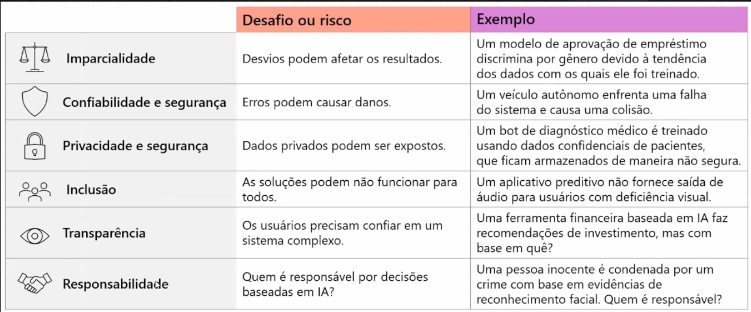 Desafio ou risco
Exemplo
Imparcialidade
Desvios podem afetar os resultados.
Um modelo de aprovação de empréstimo
discrimina por gênero devido à tendência
dos dados com os quais ele foi treinado.
Confiabilidade e segurança
Erros podem causar danos.
Um veículo autônomo enfrenta uma falha
do sistema e causa uma colisão.
Privacidade e segurança
Dados privados podem ser expostos.
Um bot de diagnóstico médico é treinado
usando dados confidenciais de pacientes,
que ficam armazenados de maneira não segura.
Inclusão
As soluções podem não funcionar para
todos.
Um aplicativo preditivo não fornece saída de
áudio para usuários com deficiência visual.
Transparência
Os usuários precisam confiar em um
sistema complexo.
Uma ferramenta financeira baseada em IA faz
recomendações de investimento, mas com
base em quê?
Responsabilidade
Quem é responsável por decisões
baseadas em IA?
Uma pessoa inocente é condenada por um
crime com base em evidências de
reconhecimento facial. Quem é responsável?